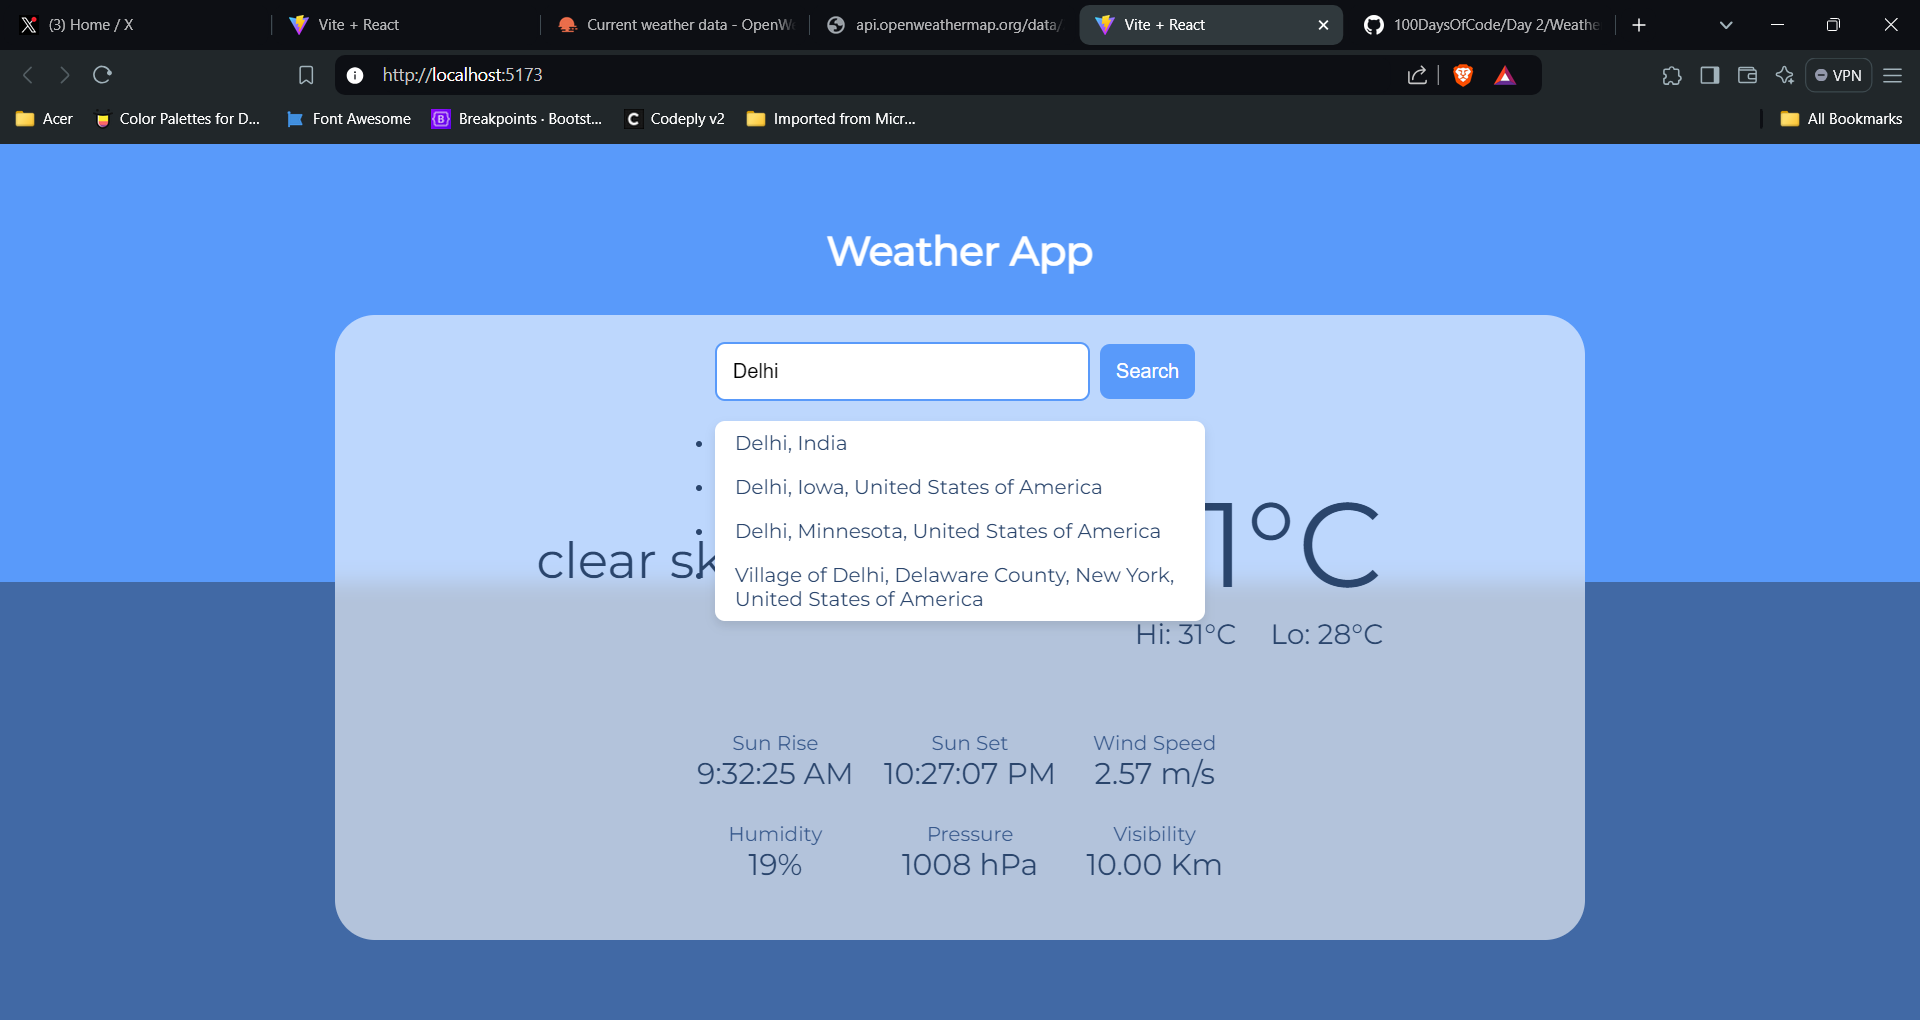 (3) Home / X
Vite + React
Current weather data - OpenW
api.openweathermap.org/data/
Vite + React
100DaysOfCode/Day 2/Weathe
http://localhost:5173
VPN
Acer
Color Palettes for D...
Font Awesome
Breakpoints · Bootst...
Codeply v2
Imported from Micr...
All Bookmarks
Weather App
Delhi
Search
Delhi, India
Delhi, Iowa, United States of America
Delhi, Minnesota, United States of America
Village of Delhi, Delaware County, New York,
United States of America
clear sk
1°C
Hi: 31°C Lo: 28°C
Sun Rise Sun Set Wind Speed
9:32:25 AM 10:27:07 PM 2.57 m/s
Humidity Pressure Visibility
19% 1008 hPa 10.00 Km